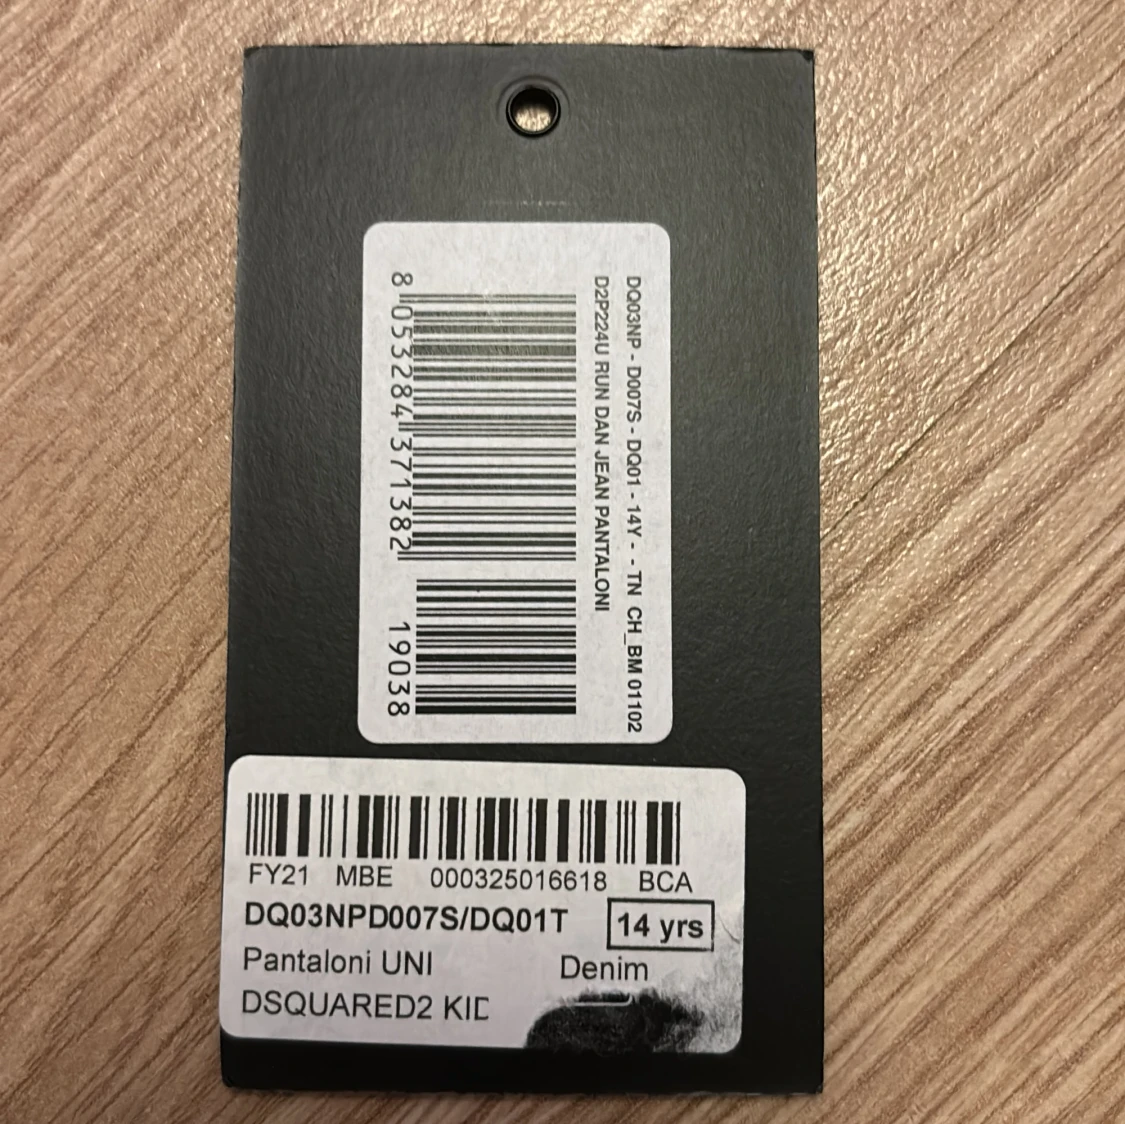 DQ03NP - D007S - DQ01 - 14Y - - TN CH_BM 01102
D2P224U RUN DAN JEAN PANTALONI
8 053284 371382 19038
FY21 MBE 000325016618 BCA
DQ03NPD007S/DQ01T 14 yrs
Pantaloni UNI Denim
DSQUARED2